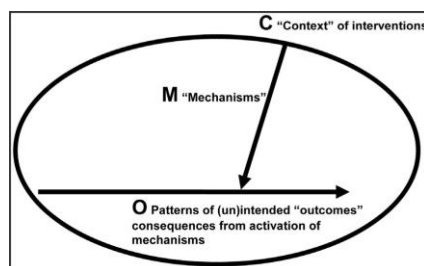 C “Context” of interventions
M “Mechanisms”
O Patterns of (un)intended “outcomes”
consequences from activation of
mechanisms